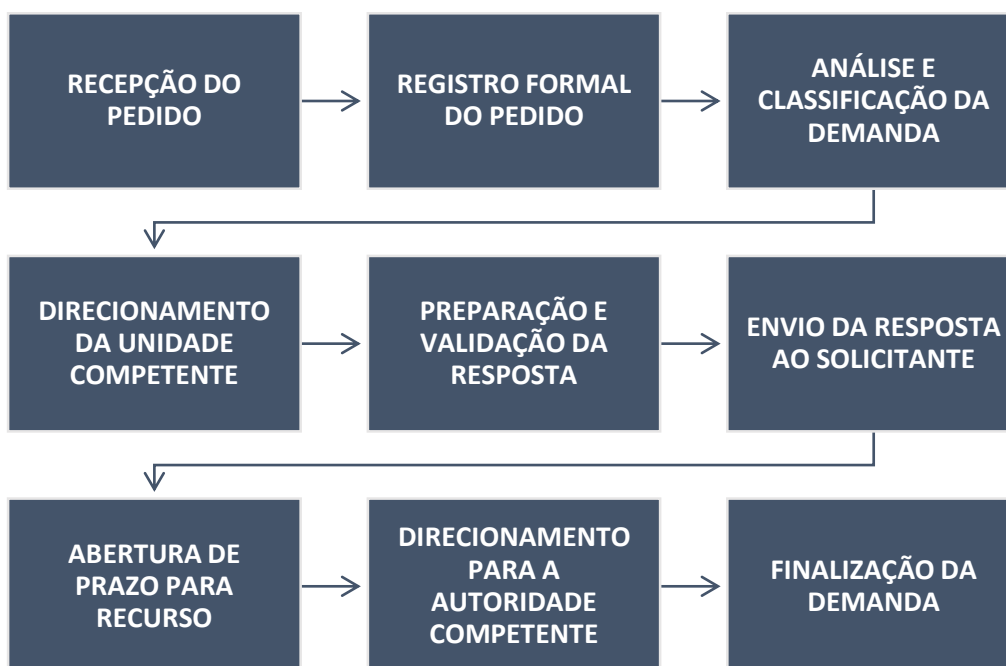 RECEPÇÃO DO
PEDIDO
REGISTRO FORMAL
DO PEDIDO
ANÁLISE E
CLASSIFICAÇÃO DA
DEMANDA
DIRECIONAMENTO
DA UNIDADE
COMPETENTE
PREPARAÇÃO E
VALIDAÇÃO DA
RESPOSTA
ENVIO DA RESPOSTA
AO SOLICITANTE
ABERTURA DE
PRAZO PARA
RECURSO
DIRECIONAMENTO
PARA A
AUTORIDADE
COMPETENTE
FINALIZAÇÃO DA
DEMANDA